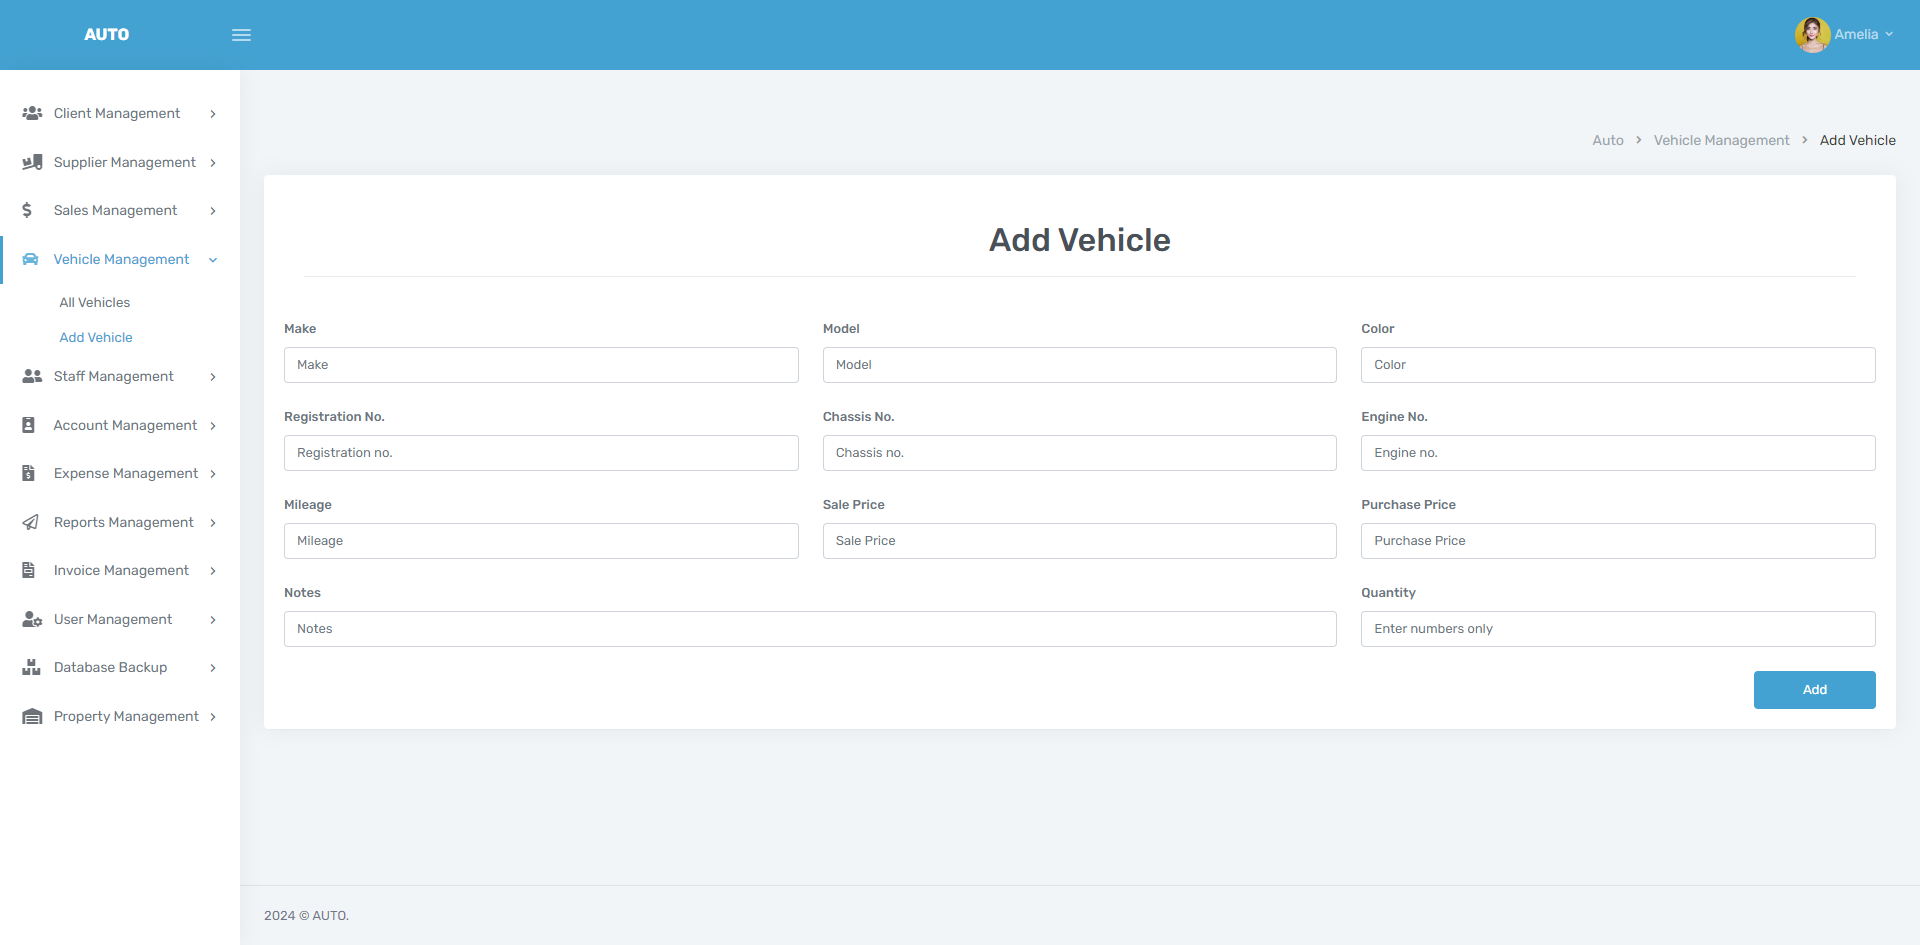 AUTO
Amelia
Client Management
Supplier Management
Sales Management
Vehicle Management
All Vehicles
Add Vehicle
Staff Management
Account Management
Expense Management
Reports Management
Invoice Management
User Management
Database Backup
Property Management
Auto > Vehicle Management > Add Vehicle
Add Vehicle
Make Model Color
Make Model Color
Registration No. Chassis No. Engine No.
Registration no. Chassis no. Engine no.
Mileage Sale Price Purchase Price
Mileage Sale Price Purchase Price
Notes Quantity
Notes Enter numbers only
Add
2024 © AUTO.